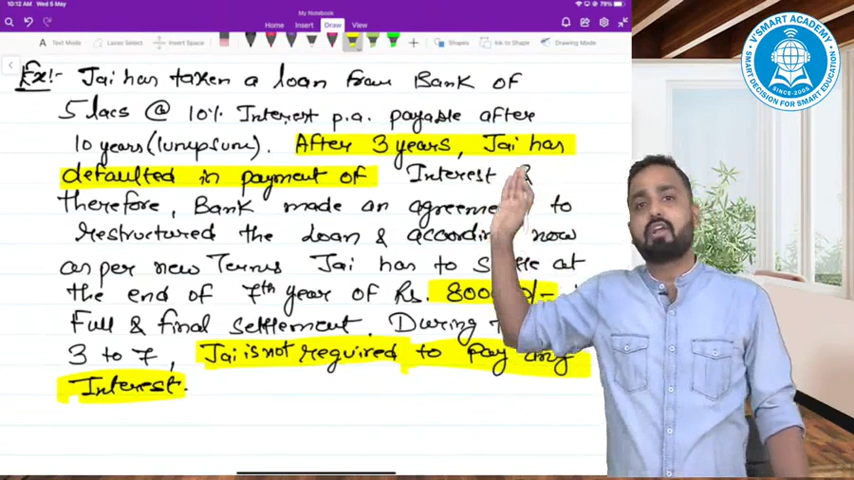 10:12 AM Wed 5 May
79%
My Notebook
Home Insert Draw View
Text Mode Lasso Select Insert Space Shapes Ink to Shape Drawing Mode
Ex:- Jai has taken a loan from Bank of
5 lacs @ 10% Interest p.a. payable after
10 years (lumpsum). After 3 years, Jai has
defaulted in payment of Interest &
therefore, Bank made an agreement to
restructured the loan & according now
as per new Terms Jai has to settle at
the end of 7th year of Rs.
Full & final settlement. During
3 to 7, Jai is not required to pay any
Interest.
V'SMART ACADEMY
SINCE-2005
SMART DECISION FOR SMART EDUCATION